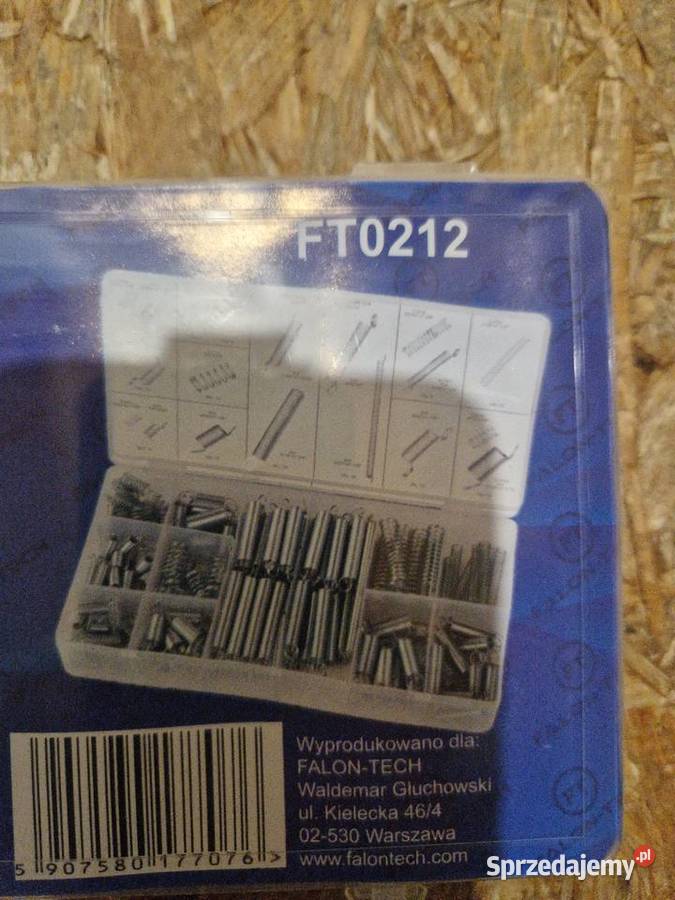 FT0212
Wyprodukowano dla:
FALON-TECH
Waldemar Głuchowski
ul. Kielecka 46/4
02-530 Warszawa
www.falontech.com
5 907580 177076 >
Sprzedajemy.pl